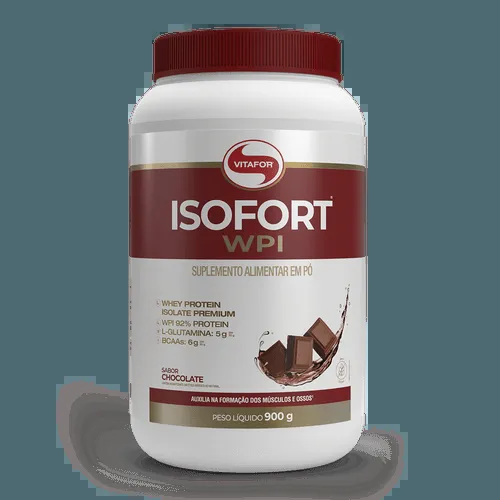 VITAFOR
ISOFORT
WPI
SUPLEMENTO ALIMENTAR EM PÓ
WHEY PROTEIN
ISOLATE PREMIUM
WPI 92% PROTEIN
L-GLUTAMINA: 5g
BCAAs: 6g
SABOR
CHOCOLATE
AUXILIA NA FORMAÇÃO DOS MÚSCULOS E OSSOS
PESO LÍQUIDO 900 g